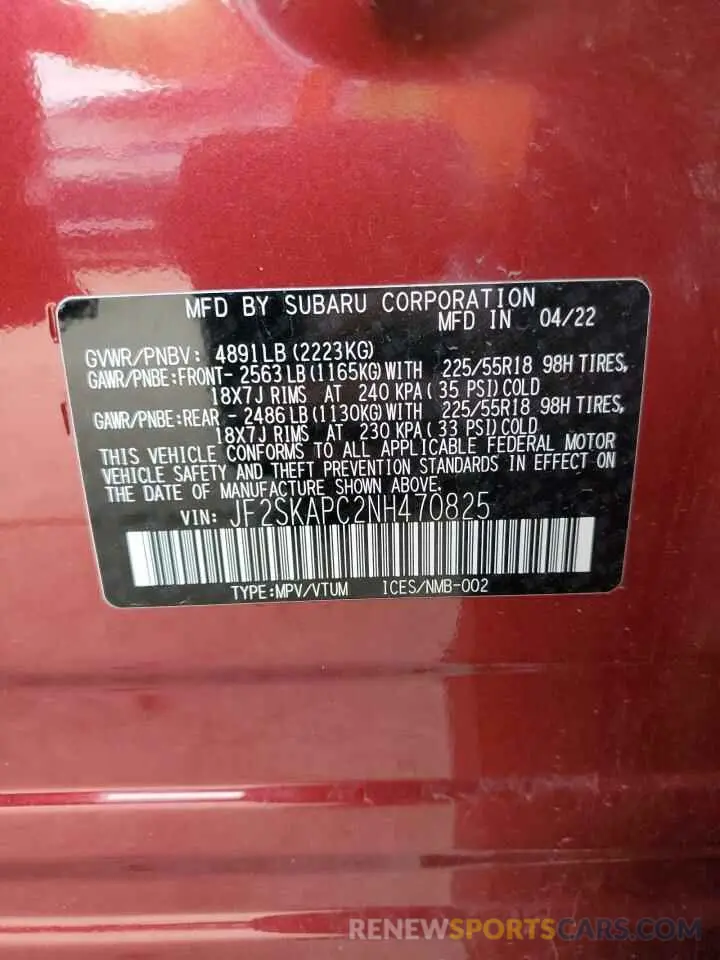 MFD BY SUBARU CORPORATION
MFD IN 04/22
GVWR/PNBV: 4891LB (2223KG)
GAWR/PNBE:FRONT- 2563 LB (1165KG) WITH 225/55R18 98H TIRES,
18X7J RIMS AT 240 KPA ( 35 PSI) COLD
GAWR/PNBE:REAR - 2486 LB (1130KG) WITH 225/55R18 98H TIRES,
18X7J RIMS AT 230 KPA ( 33 PSI) COLD
THIS VEHICLE CONFORMS TO ALL APPLICABLE FEDERAL MOTOR
VEHICLE SAFETY AND THEFT PREVENTION STANDARDS IN EFFECT ON
THE DATE OF MANUFACTURE SHOWN ABOVE.
VIN: JF2SKAPC2NH470825
TYPE:MPV/VTUM ICES/NMB-002
RENEWSPORTSCARS.COM